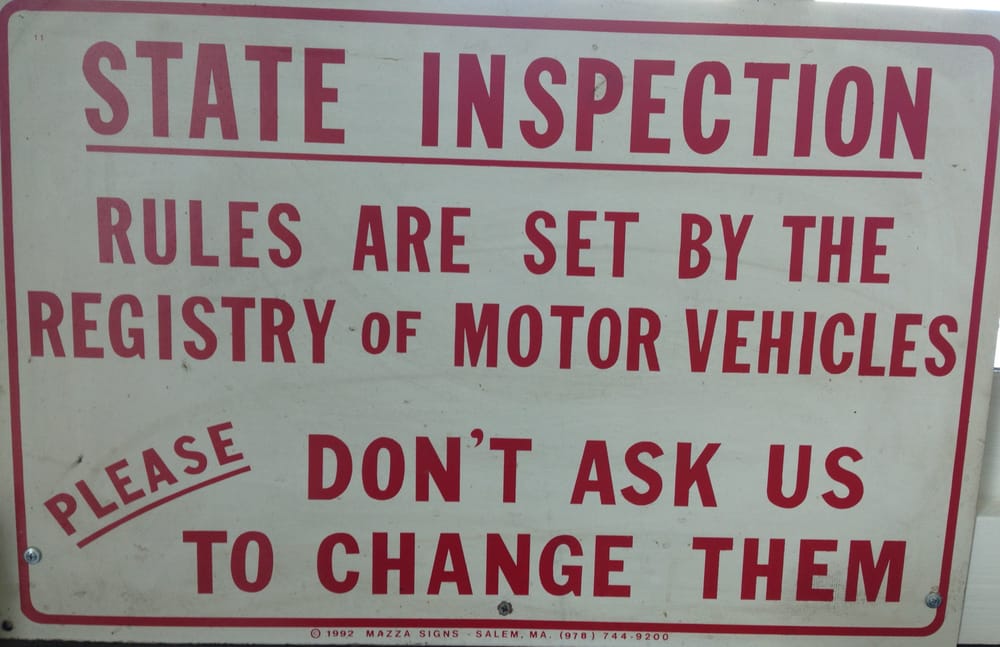 11
STATE INSPECTION
RULES ARE SET BY THE
REGISTRY OF MOTOR VEHICLES
PLEASE DON'T ASK US
TO CHANGE THEM
© 1992 MAZZA SIGNS - SALEM, MA. (978) 744-9200